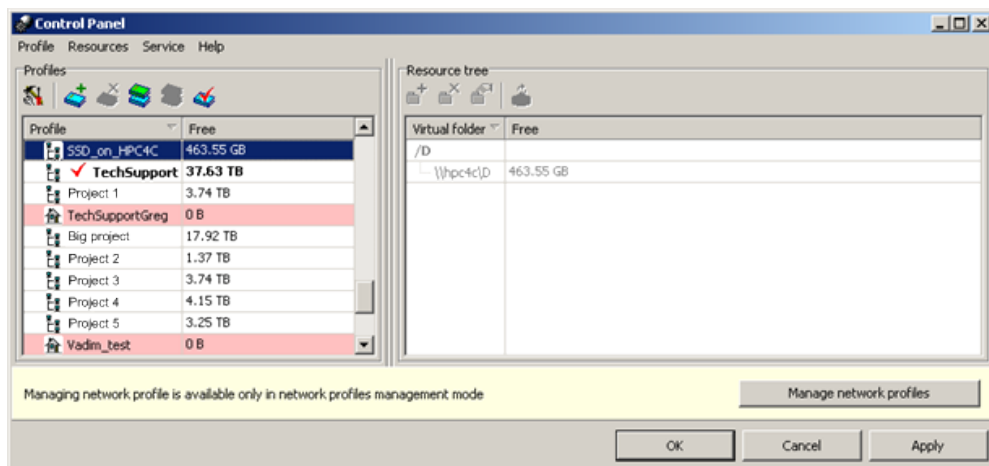 Control Panel
Profile Resources Service Help
Profiles
Profile Free
SSD_on_HPC4C 463.55 GB
TechSupport 37.63 TB
Project 1 3.74 TB
TechSupportGreg 0 B
Big project 17.92 TB
Project 2 1.37 TB
Project 3 3.74 TB
Project 4 4.15 TB
Project 5 3.25 TB
Vadim_test 0 B
Resource tree
Virtual folder Free
/D
\\hpc4c\D 463.55 GB
Managing network profile is available only in network profiles management mode
Manage network profiles
OK Cancel Apply